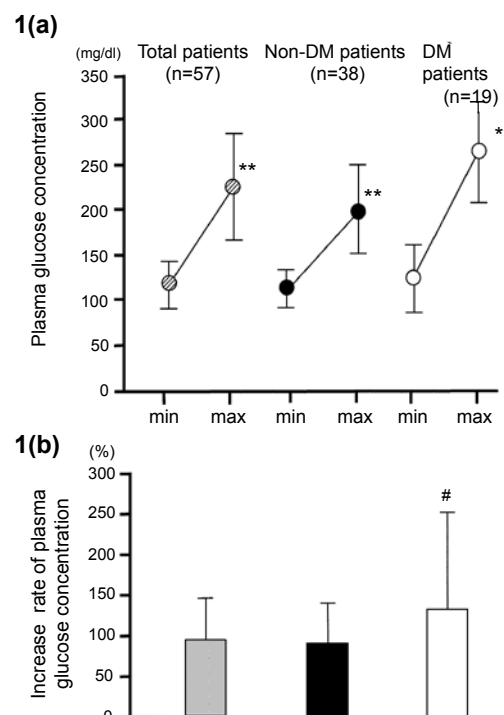 1(a)
(mg/dl)
Total patients
(n=57)
Non-DM patients
(n=38)
DM*
patients
(n=19)
Plasma glucose concentration
350
300
250
200
150
100
50
0
**
**
*
min
max
min
max
min
max
1(b)
(%)
Increase rate of plasma
glucose concentration
300
250
200
150
100
50
0
#